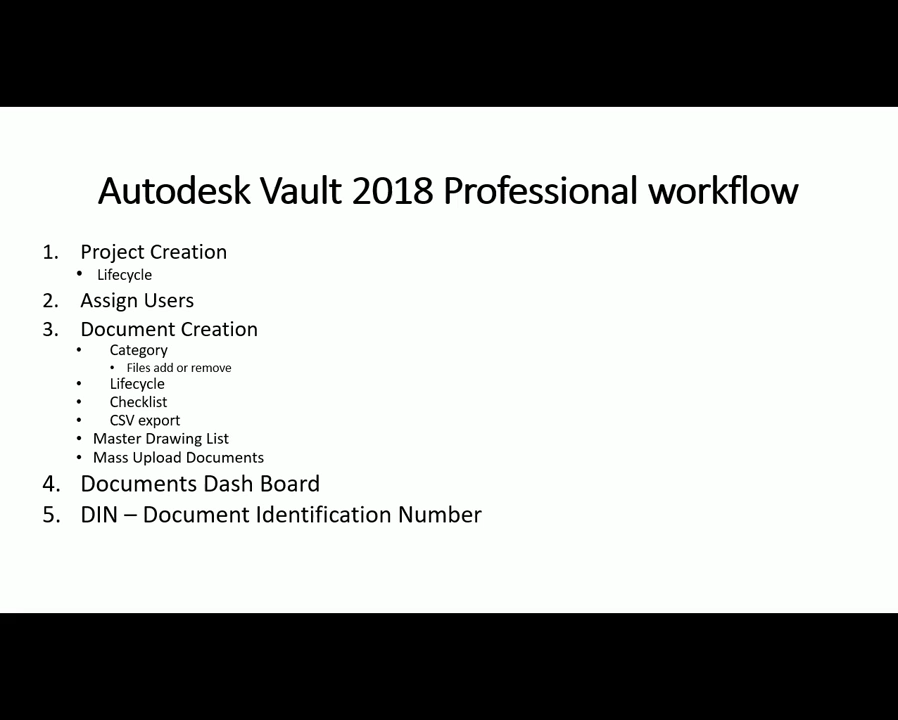 Autodesk Vault 2018 Professional workflow
1. Project Creation
• Lifecycle
2. Assign Users
3. Document Creation
• Category
• Files add or remove
• Lifecycle
• Checklist
• CSV export
• Master Drawing List
• Mass Upload Documents
4. Documents Dash Board
5. DIN – Document Identification Number